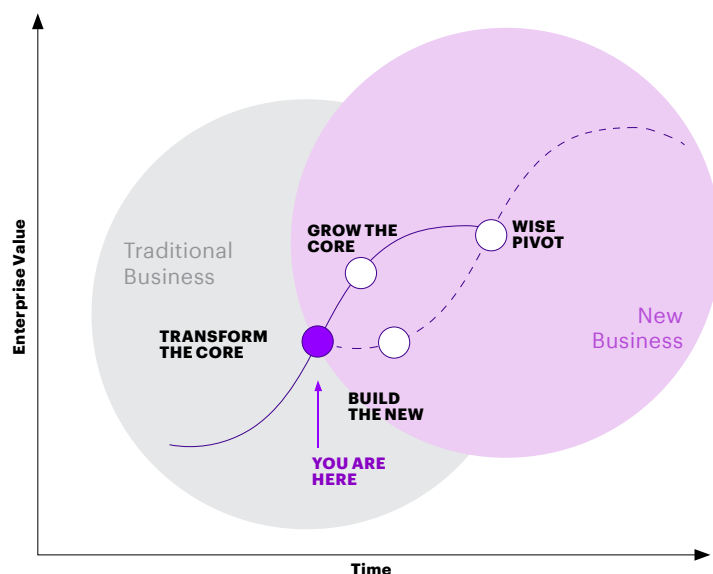 Enterprise Value
Traditional
Business
GROW THE
CORE
WISE
PIVOT
TRANSFORM
THE CORE
New
Business
BUILD
THE NEW
YOU ARE
HERE
Time